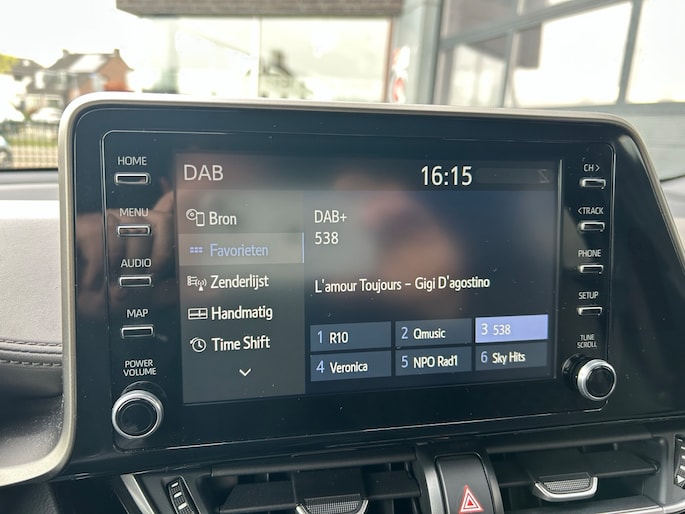 DAB
16:15
Bron
Favorieten
Zenderlijst
Handmatig
Time Shift
DAB+
538
L'amour Toujours – Gigi D'agostino
1 R10
2 Qmusic
3 538
4 Veronica
5 NPO Rad1
6 Sky Hits
HOME
MENU
AUDIO
MAP
POWER
VOLUME
CH>
<TRACK
PHONE
SETUP
TUNE
SCROLL